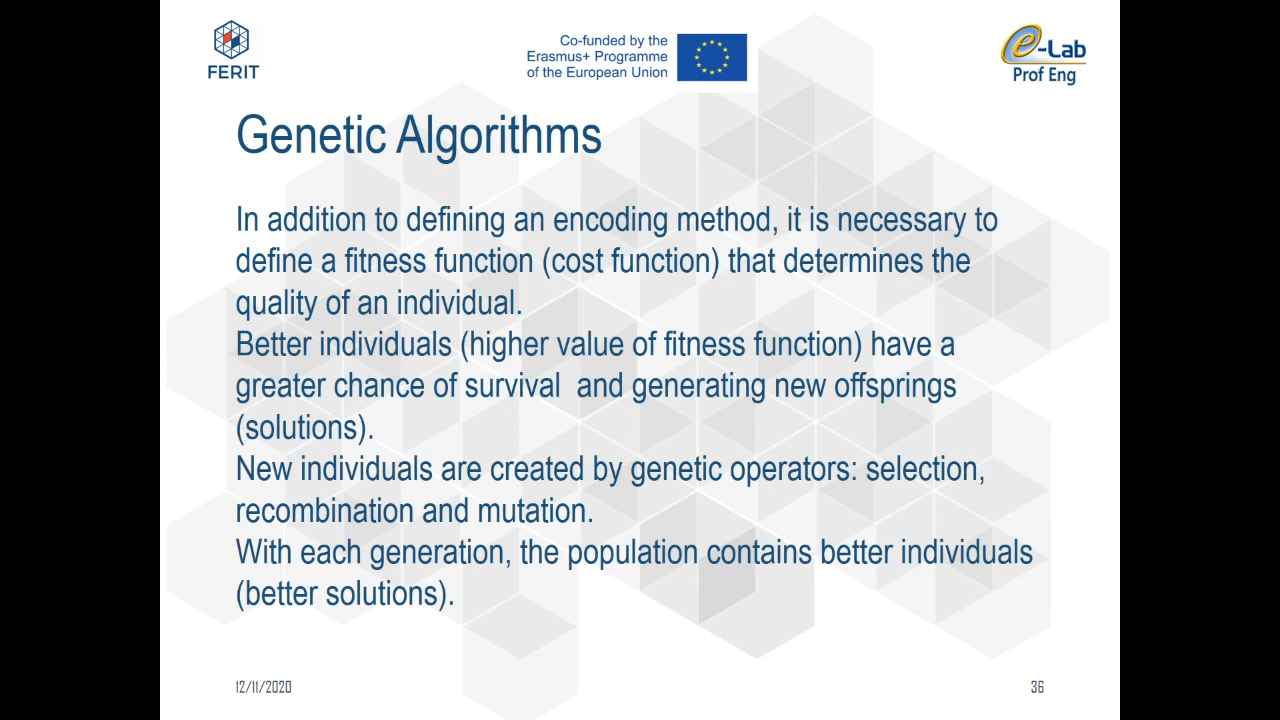 FERIT
Co-funded by the
Erasmus+ Programme
of the European Union
e-Lab
Prof Eng
Genetic Algorithms
In addition to defining an encoding method, it is necessary to
define a fitness function (cost function) that determines the
quality of an individual.
Better individuals (higher value of fitness function) have a
greater chance of survival  and generating new offsprings
(solutions).
New individuals are created by genetic operators: selection,
recombination and mutation.
With each generation, the population contains better individuals
(better solutions).
12/11/2020
36